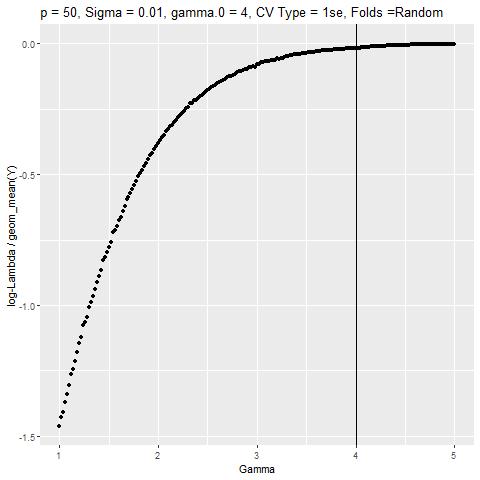 p = 50, Sigma = 0.01, gamma.0 = 4, CV Type = 1se, Folds =Random
log-Lambda / geom_mean(Y)
0.0
-0.5
-1.0
-1.5
1 2 3 4 5
Gamma